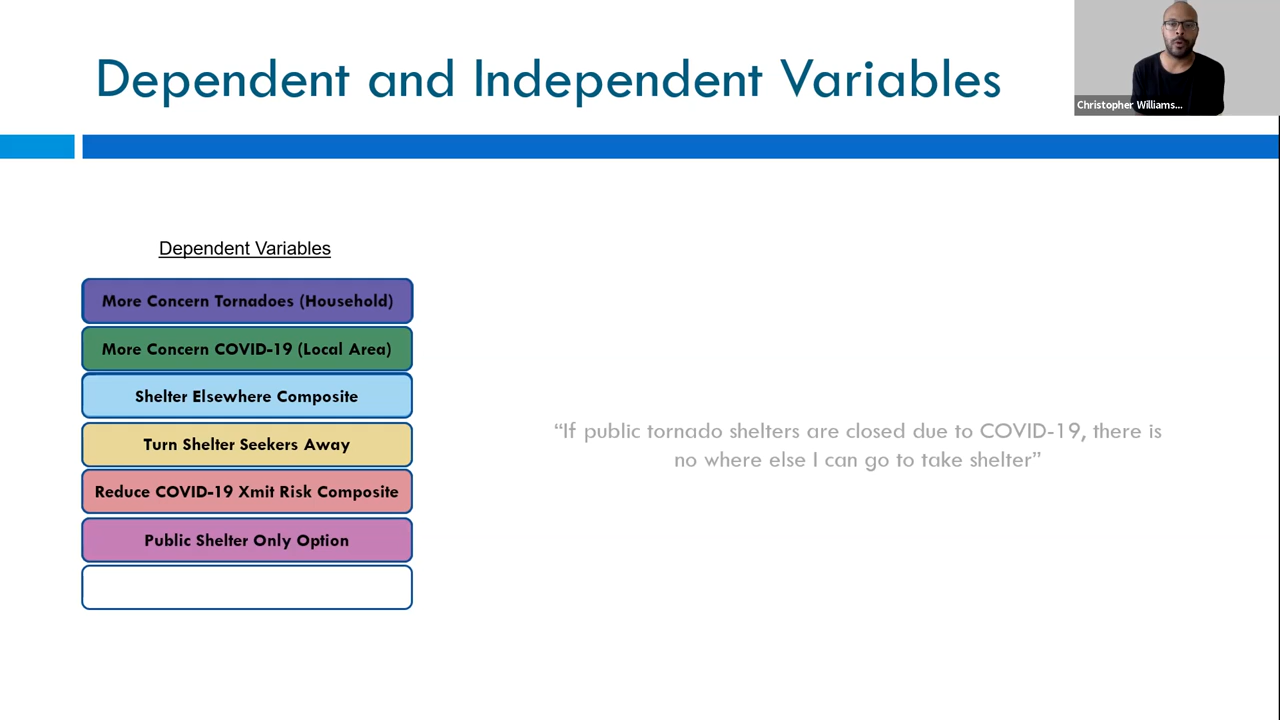 Dependent and Independent Variables
Christopher Williams...
Dependent Variables
More Concern Tornadoes (Household)
More Concern COVID-19 (Local Area)
Shelter Elsewhere Composite
Turn Shelter Seekers Away
Reduce COVID-19 Xmit Risk Composite
Public Shelter Only Option
“If public tornado shelters are closed due to COVID-19, there is
no where else I can go to take shelter”